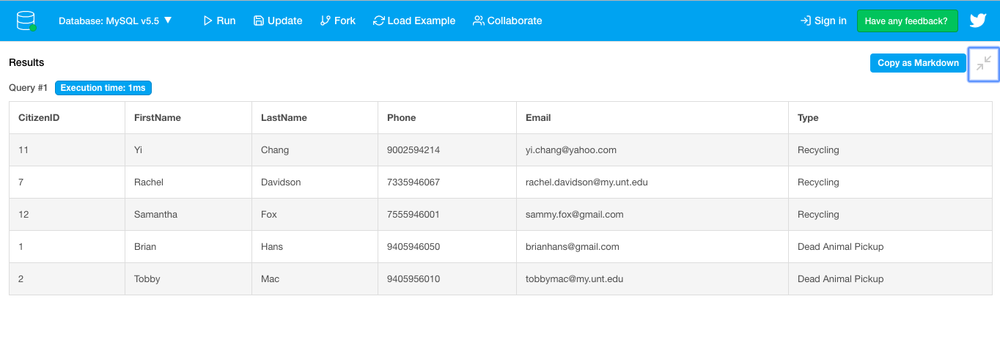 Database: MySQL v5.5 ▼ Run Update Fork Load Example Collaborate Sign in Have any feedback?
Results Copy as Markdown
Query #1 Execution time: 1ms
CitizenID FirstName LastName Phone Email Type
11 Yi Chang 9002594214 yi.chang@yahoo.com Recycling
7 Rachel Davidson 7335946067 rachel.davidson@my.unt.edu Recycling
12 Samantha Fox 7555946001 sammy.fox@gmail.com Recycling
1 Brian Hans 9405946050 brianhans@gmail.com Dead Animal Pickup
2 Tobby Mac 9405956010 tobbymac@my.unt.edu Dead Animal Pickup